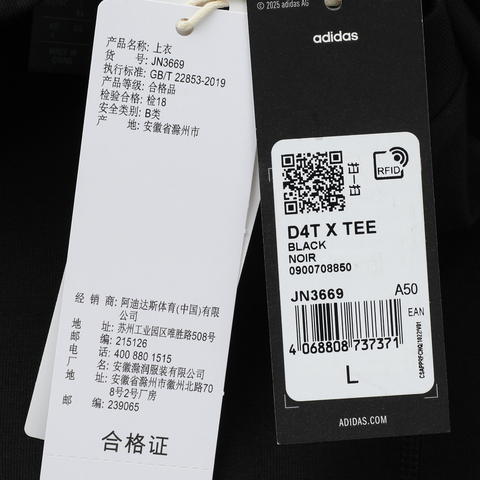 产品名称: 上衣
货 号: JN3669
执行标准: GB/T 22853-2019
产品等级: 合格品
检验合格: 检18
安全类别: B类
产 地: 安徽省滁州市
经 销 商: 阿迪达斯体育(中国)有限
公司
地 址: 苏州工业园区唯胜路508号
邮 编: 215126
电 话: 400 880 1515
厂 名: 安徽滁润服装有限公司
地 址: 安徽省滁州市徽州北路70
8号2号厂房
邮 编: 239065
合格证
© 2025 adidas AG
adidas
RFID
D4T X TEE
BLACK
NOIR
0900708850
JN3669 A50
EAN
4 068808 737371
L
ADIDAS.COM